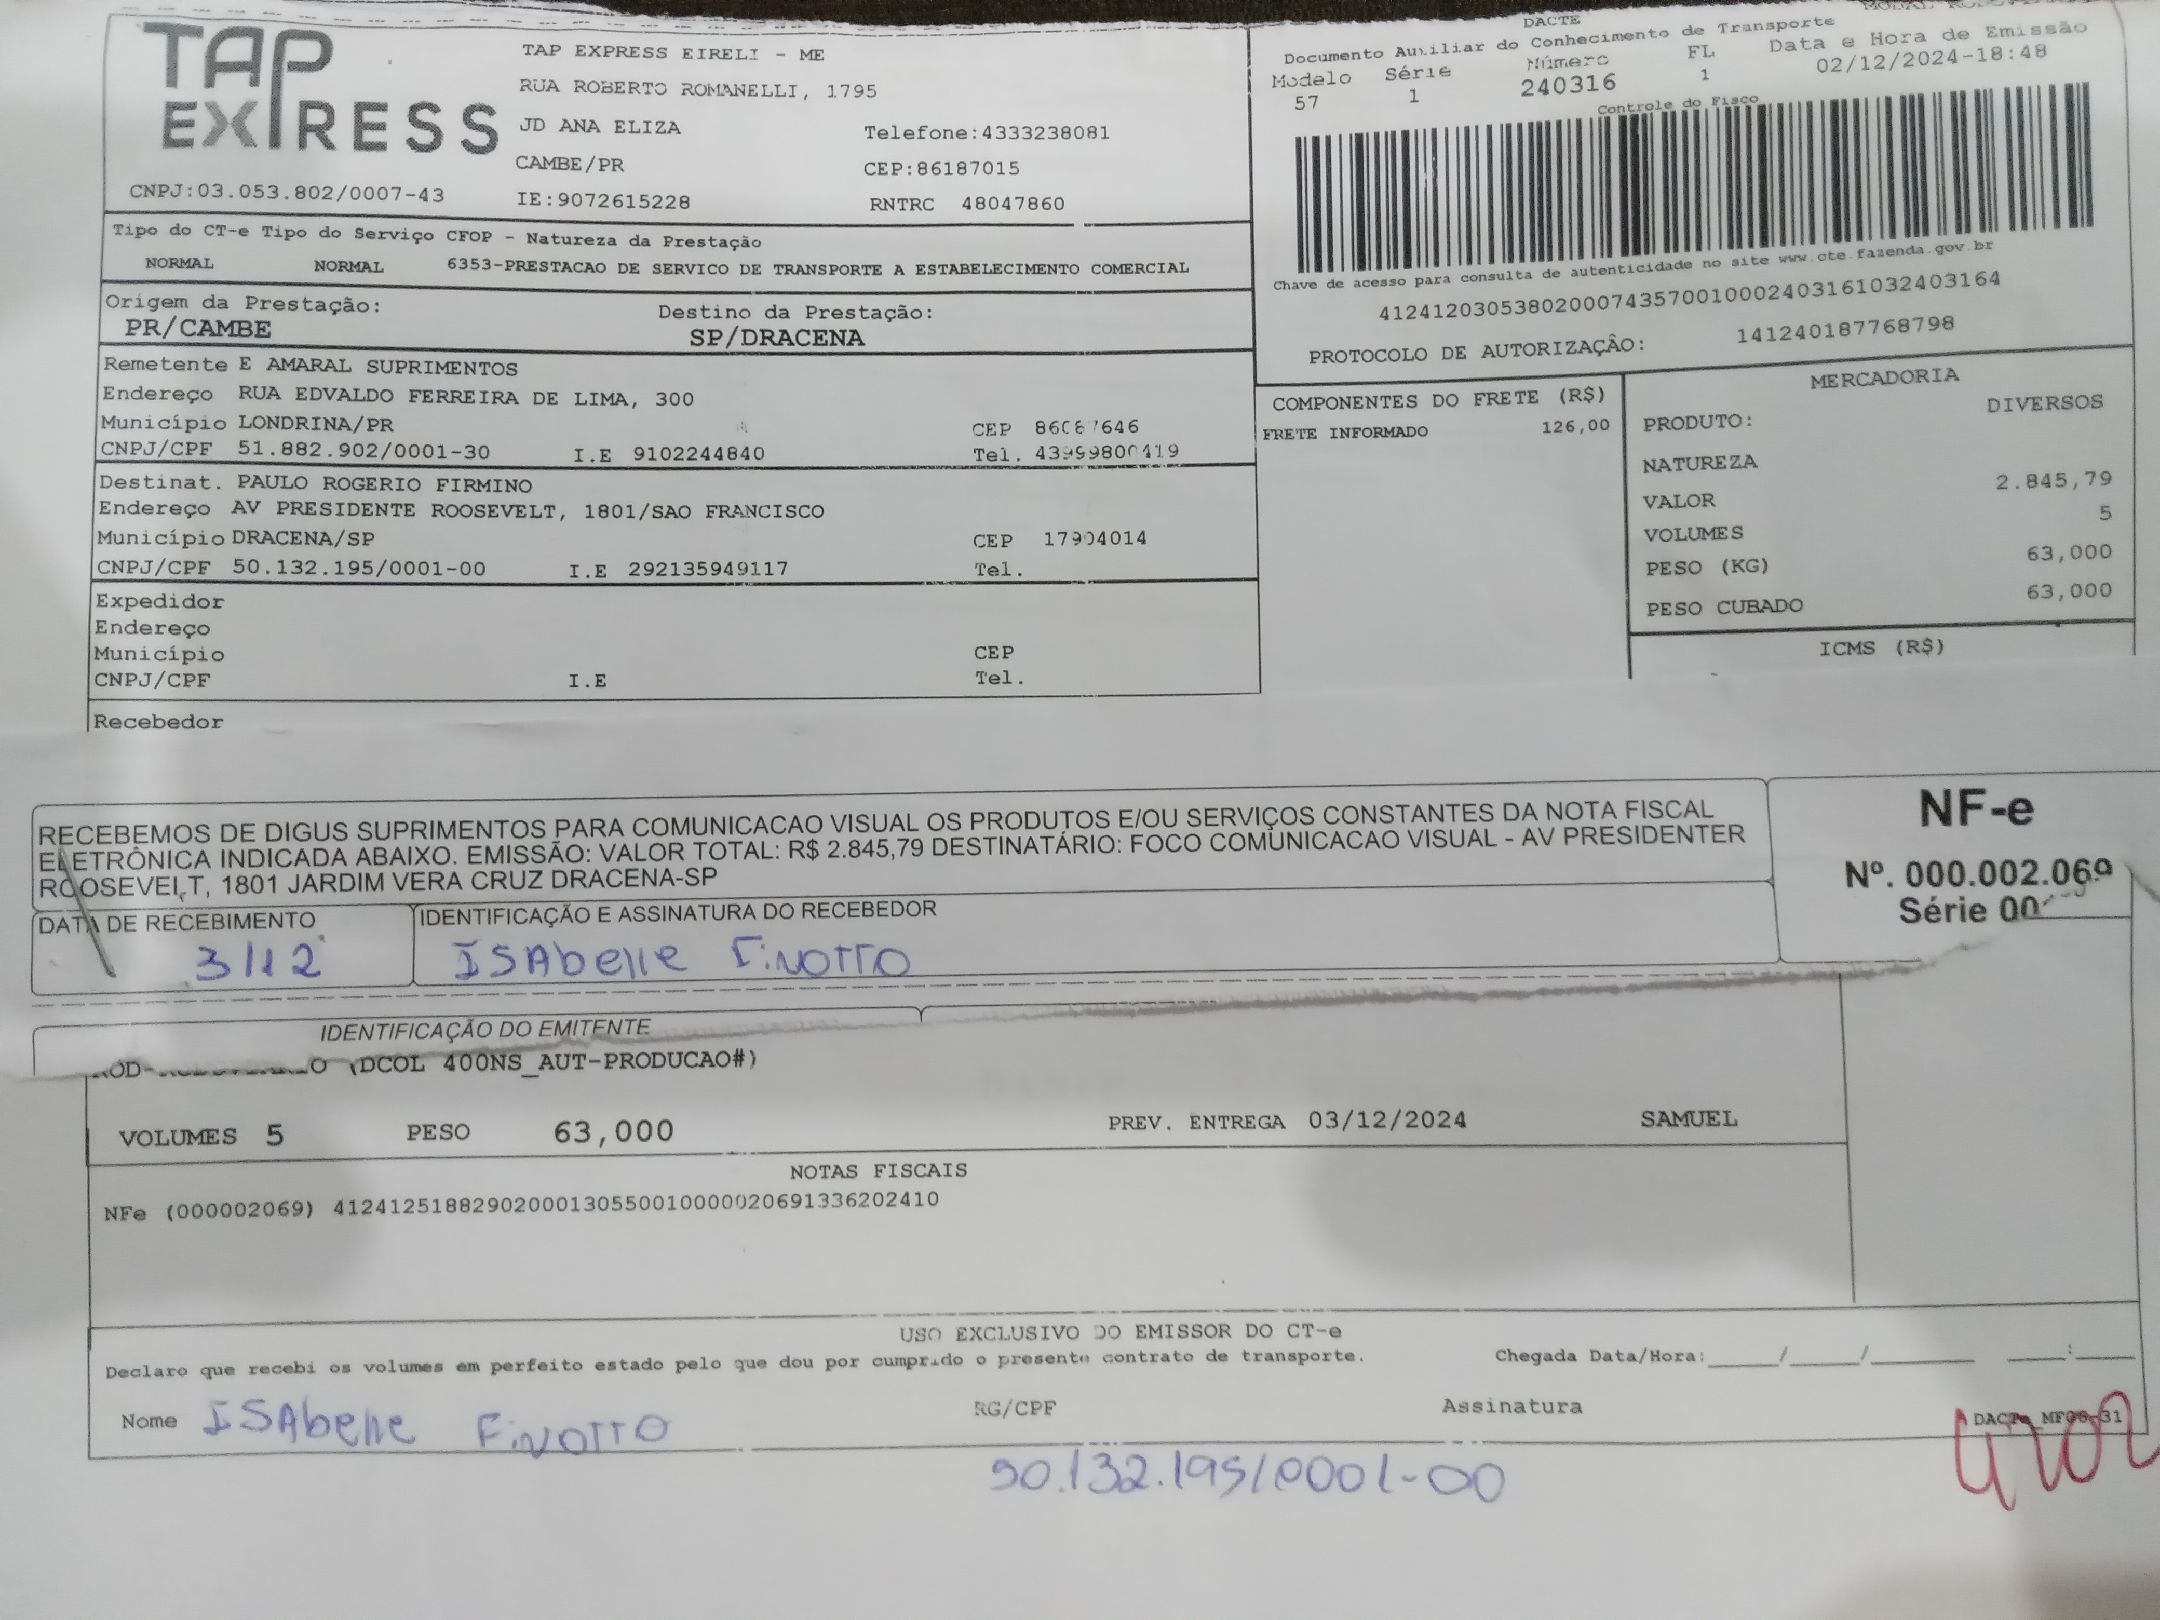 TAP EXPRESS
TAP EXPRESS EIRELI - ME
RUA ROBERTO ROMANELLI, 1795
JD ANA ELIZA Telefone:4333238081
CAMBE/PR CEP:86187015
CNPJ:03.053.802/0007-43 IE:9072615228 RNTRC 48047860
DACTE
Documento Auxiliar do Conhecimento de Transporte
Modelo Série Número FL Data e Hora de Emissão
57 1 240316 1 02/12/2024-18:48
Controle do Fisco
Chave de acesso para consulta de autenticidade no site www.cte.fazenda.gov.br
41241203053802000743570010002403161032403164
PROTOCOLO DE AUTORIZAÇÂO: 141240187768798
Tipo do CT-e Tipo do Serviço CFOP - Natureza da Prestação
NORMAL NORMAL 6353-PRESTACAO DE SERVICO DE TRANSPORTE A ESTABELECIMENTO COMERCIAL
Origem da Prestação: Destino da Prestação:
PR/CAMBE SP/DRACENA
Remetente E AMARAL SUPRIMENTOS
Endereço RUA EDVALDO FERREIRA DE LIMA, 300
Município LONDRINA/PR CEP
CNPJ/CPF 51.882.902/0001-30 I.E 9102244840 Tel.
Destinat. PAULO ROGERIO FIRMINO
Endereço AV PRESIDENTE ROOSEVELT, 1801/SAO FRANCISCO
Município DRACENA/SP CEP 17904014
CNPJ/CPF 50.132.195/0001-00 I.E 292135949117 Tel.
Expedidor
Endereço
Município CEP
CNPJ/CPF I.E Tel.
Recebedor
COMPONENTES DO FRETE (R$)
FRETE INFORMADO 126,00
MERCADORIA
PRODUTO: DIVERSOS
NATUREZA
VALOR 2.845,79
VOLUMES 5
PESO (KG) 63,000
PESO CUBADO 63,000
ICMS (R$)
RECEBEMOS DE DIGUS SUPRIMENTOS PARA COMUNICACAO VISUAL OS PRODUTOS E/OU SERVIÇOS CONSTANTES DA NOTA FISCAL
ELETRÔNICA INDICADA ABAIXO. EMISSÃO: VALOR TOTAL: R$ 2.845,79 DESTINATÁRIO: FOCO COMUNICACAO VISUAL - AV PRESIDENTER
ROOSEVELT, 1801 JARDIM VERA CRUZ DRACENA-SP
NF-e
Nº. 000.002.069
Série
DATA DE RECEBIMENTO IDENTIFICAÇÃO E ASSINATURA DO RECEBEDOR
3/12 ISAbelle FiNOTTO
IDENTIFICAÇÃO DO EMITENTE
(DCOL 400NS_AUT-PRODUCAO#)
VOLUMES 5 PESO 63,000 PREV. ENTREGA 03/12/2024 SAMUEL
NOTAS FISCAIS
NFe (000002069) 41241251882902000130550010000020691336202410
USO EXCLUSIVO DO EMISSOR DO CT-e
Declaro que recebi os volumes em perfeito estado pelo que dou por cumprido o presente contrato de transporte. Chegada Data/Hora:_____/_____/________ ____:____
Nome ISAbelle FiNOTTO RG/CPF Assinatura
50.132.195/0001-00